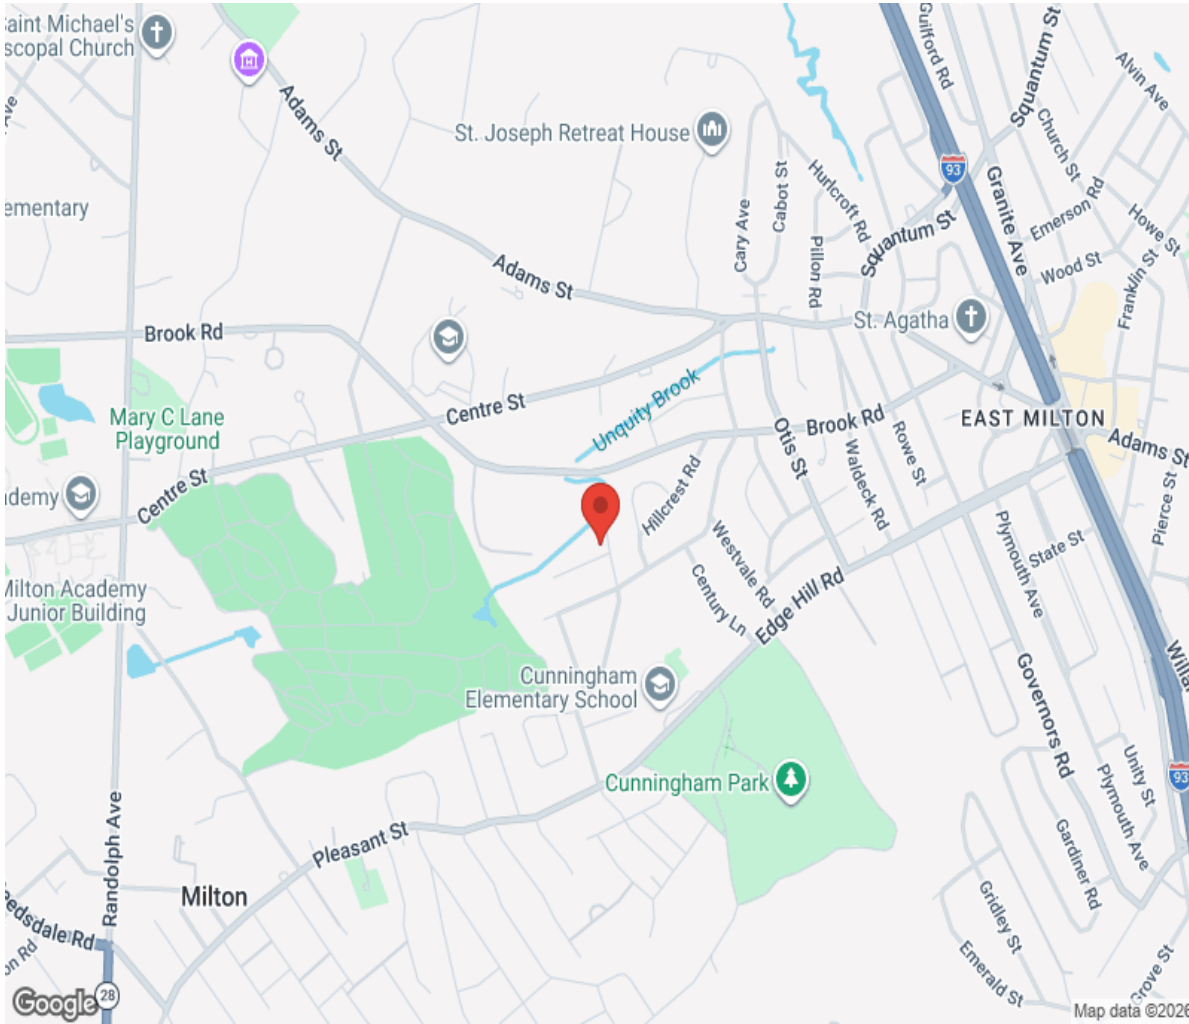 Saint Michael's
scopal Church
Ave
Adams St
St. Joseph Retreat House
Guilford Rd
Squantum St
Alvin Ave
Church St
93
Granite Ave
Emerson Rd
Howe St
Wood St
Franklin St
Hurlcroft Rd
Squantum St
Cabot St
Cary Ave
Pillon Rd
ementary
Adams St
Brook Rd
St. Agatha
Mary C Lane
Playground
Centre St
Unquity Brook
Otis St
Brook Rd
EAST MILTON
Adams St
Rowe St
Waldeck Rd
Hillcrest Rd
Pierce St
ademy
Centre St
Westvale Rd
Century Ln
Edge Hill Rd
Plymouth Ave
State St
Milton Academy
Junior Building
Cunningham
Elementary School
Governors Rd
Willar
Cunningham Park
93
Unity St
Plymouth Ave
Gardiner Rd
Randolph Ave
Pleasant St
Milton
eedsdale Rd
on Rd
28
Gridley St
Emerald St
Grove St
Google
Map data ©2026